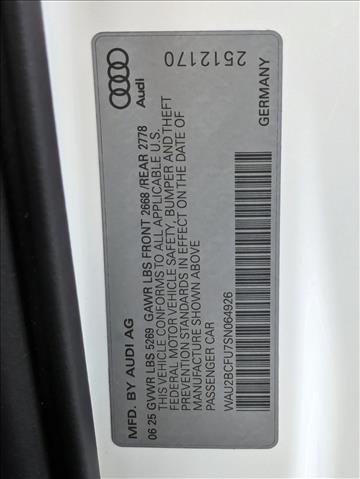 Audi
2512170
GERMANY
MFD. BY AUDI AG
06 25 GVWR LBS 5269 GAWR LBS FRONT 2668 /REAR 2778
THIS VEHICLE CONFORMS TO ALL APPLICABLE U.S.
FEDERAL MOTOR VEHICLE SAFETY, BUMPER AND THEFT
PREVENTION STANDARDS IN EFFECT ON THE DATE OF
MANUFACTURE SHOWN ABOVE
PASSENGER CAR
WAU2BCFU7SN064926